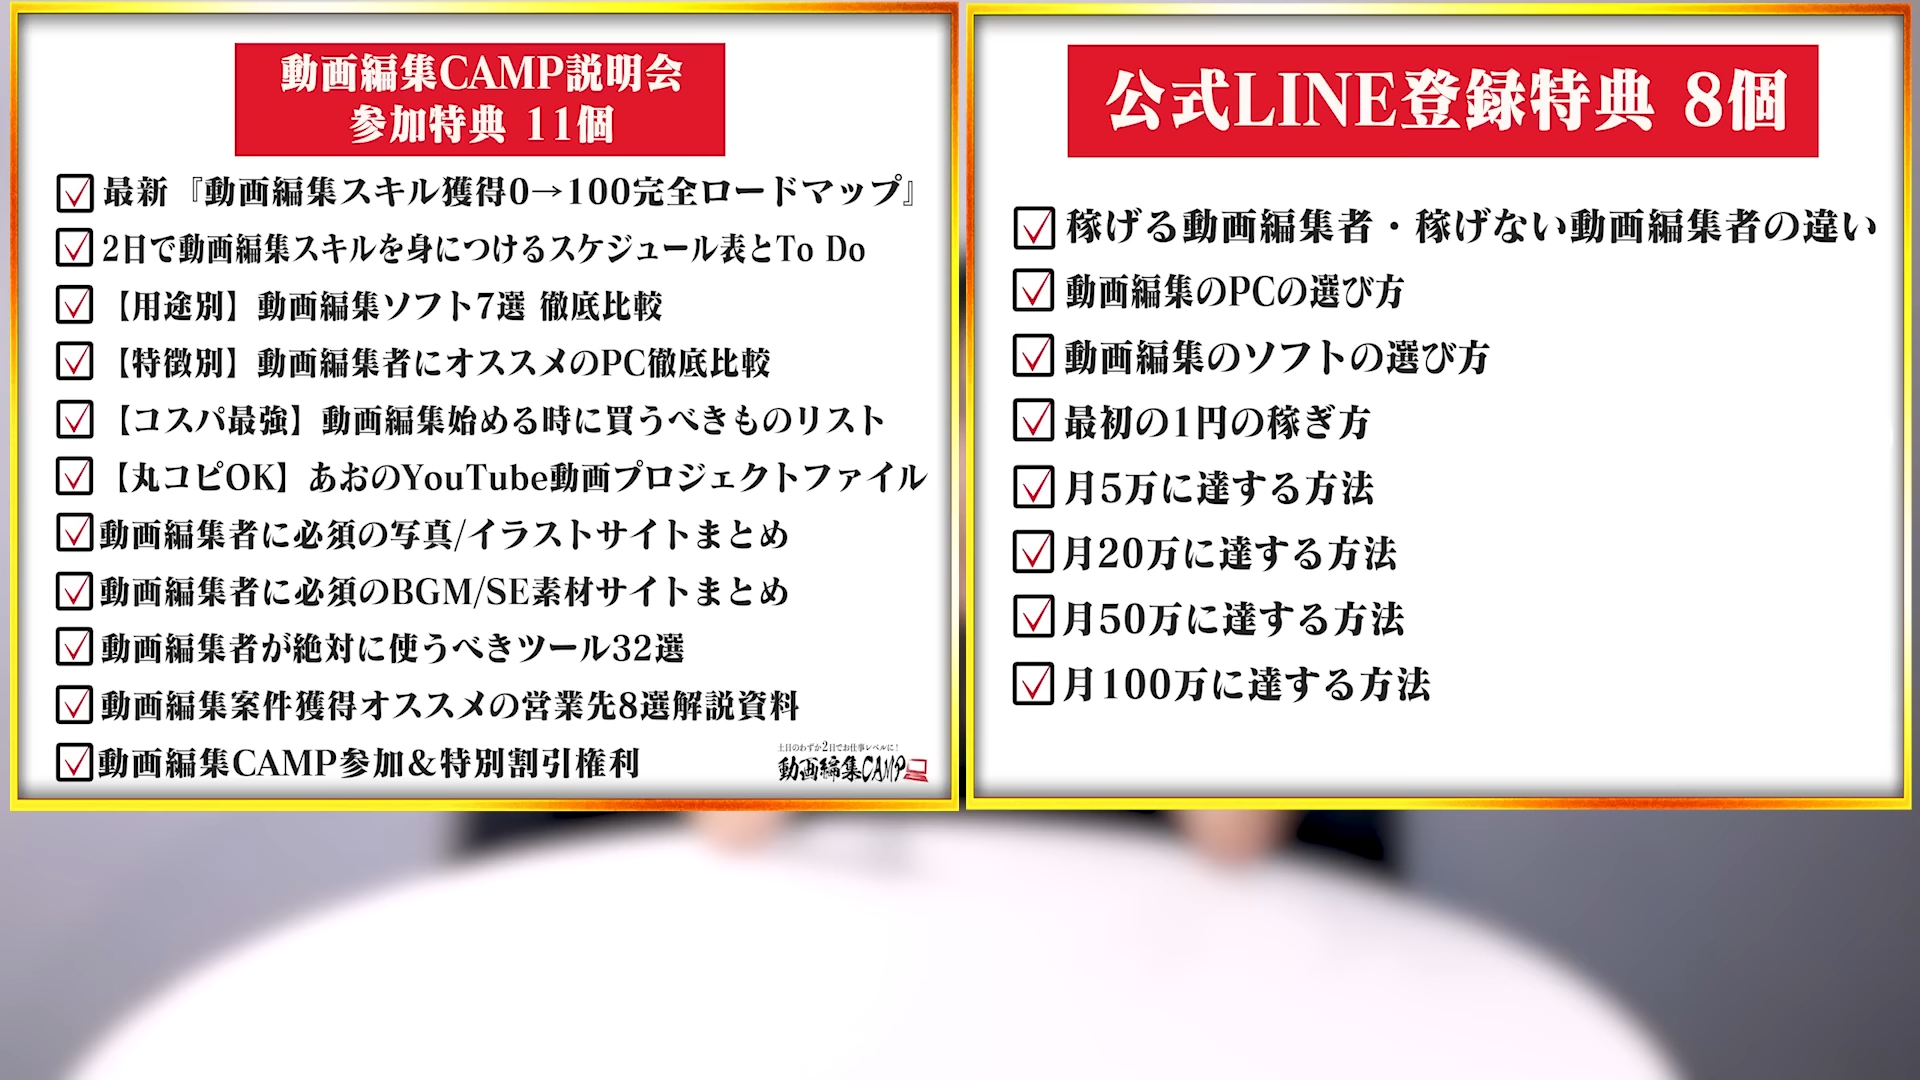 動画編集CAMP説明会
参加特典 11個
最新『動画編集スキル獲得0→100完全ロードマップ』
2日で動画編集スキルを身につけるスケジュール表とTo Do
【用途別】動画編集ソフト7選 徹底比較
【特徴別】動画編集者にオススメのPC徹底比較
【コスパ最強】動画編集始める時に買うべきものリスト
【丸コピOK】あおのYouTube動画プロジェクトファイル
動画編集者に必須の写真/イラストサイトまとめ
動画編集者に必須のBGM/SE素材サイトまとめ
動画編集者が絶対に使うべきツール32選
動画編集案件獲得オススメの営業先8選解説資料
動画編集CAMP参加&特別割引権利
土日のわずか2日でお仕事レベルに!
動画編集CAMP
公式LINE登録特典 8個
稼げる動画編集者・稼げない動画編集者の違い
動画編集のPCの選び方
動画編集のソフトの選び方
最初の1円の稼ぎ方
月5万に達する方法
月20万に達する方法
月50万に達する方法
月100万に達する方法